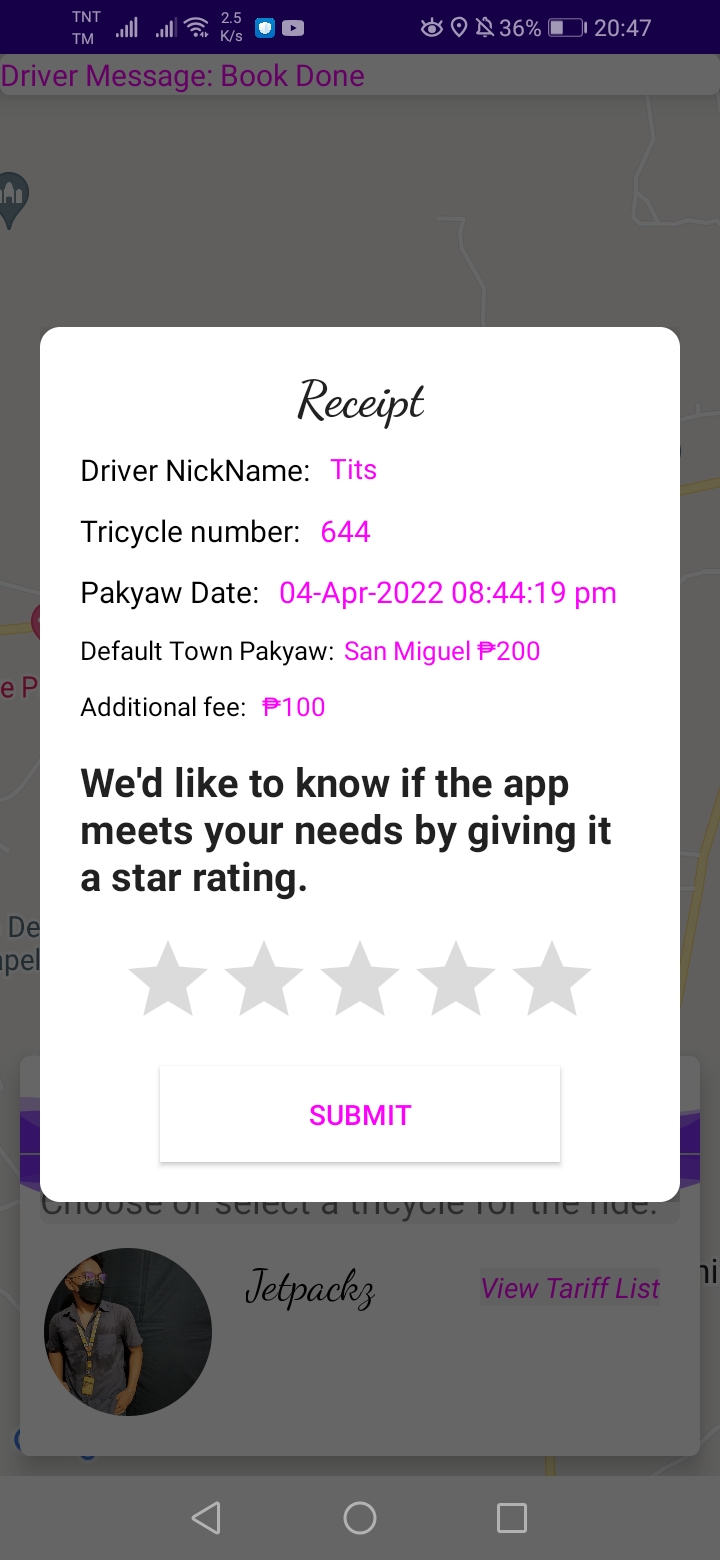 TNT
TM
2.5
K/s
36%
20:47
Driver Message: Book Done
Receipt
Driver NickName: Tits
Tricycle number: 644
Pakyaw Date: 04-Apr-2022 08:44:19 pm
Default Town Pakyaw: San Miguel ₱200
e P
Additional fee: ₱100
We'd like to know if the app
meets your needs by giving it
a star rating.
De
pel
SUBMIT
Choose or select a tricycle for the ride.
Jetpackz
View Tariff List